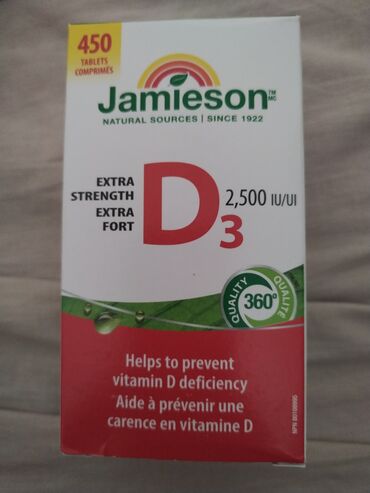 450
TABLETS
COMPRIMÉS
Jamieson™ MC
NATURAL SOURCES | SINCE 1922
EXTRA
STRENGTH
EXTRA
FORT
D3
2,500 IU/UI
QUALITY
360°
QUALITÉ
Helps to prevent
vitamin D deficiency
Aide à prévenir une
carence en vitamine D